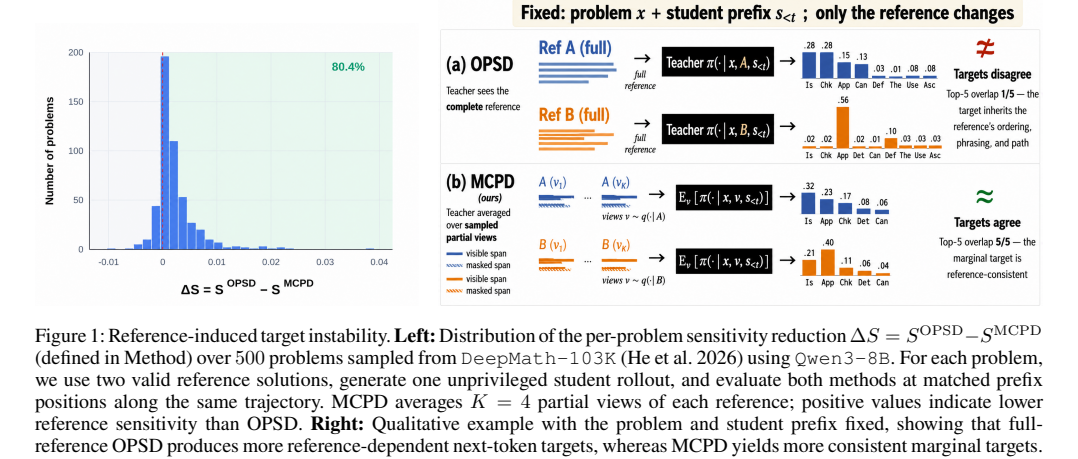 Fixed: problem x + student prefix s<t ; only the reference changes
200
150
100
50
0
Number of problems
80.4%
-0.01 0 0.01 0.02 0.03 0.04
ΔS = S OPSD − S MCPD
(a) OPSD
Teacher sees the
complete reference
Ref A (full)
→
full
reference
Teacher π(· | x, A, s<t)
→
.28 .28 .15 .13 .03 .01 .08 .08
Is Chk App Can Def The Use Asc
Ref B (full)
→
full
reference
Teacher π(· | x, B, s<t)
→
.02 .02 .56 .02 .01 .10 .03 .03 .03
Is Chk App Det Can Def The Use Asc
≠
Targets disagree
Top-5 overlap 1/5 — the
target inherits the
reference's ordering,
phrasing, and path
(b) MCPD
(ours)
Teacher averaged
over sampled
partial views
visible span
masked span
visible span
masked span
A (v1) ... A (vK)
views v ~ q(·| A)
→
Ev [ π(· | x, v, s<t) ]
→
.32 .23 .17 .08 .06
Is App Chk Det Can
B (v1) ... B (vK)
views v ~ q(·| B)
→
Ev [ π(· | x, v, s<t) ]
→
.21 .40 .11 .06 .04
Is App Chk Det Can
≈
Targets agree
Top-5 overlap 5/5 — the
marginal target is
reference-consistent
Figure 1: Reference-induced target instability. Left: Distribution of the per-problem sensitivity reduction ΔS = S^OPSD − S^MCPD
(defined in Method) over 500 problems sampled from DeepMath-103K (He et al. 2026) using Qwen3-8B. For each problem,
we use two valid reference solutions, generate one unprivileged student rollout, and evaluate both methods at matched prefix
positions along the same trajectory. MCPD averages K = 4 partial views of each reference; positive values indicate lower
reference sensitivity than OPSD. Right: Qualitative example with the problem and student prefix fixed, showing that full-
reference OPSD produces more reference-dependent next-token targets, whereas MCPD yields more consistent marginal targets.